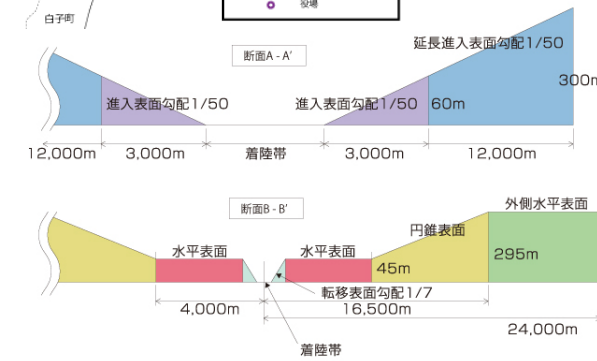 役場
白子町
断面A - A′
延長進入表面勾配1/50
300m
進入表面勾配1/50
進入表面勾配1/50
60m
12,000m
3,000m
着陸帯
3,000m
12,000m
断面B - B′
外側水平表面
円錐表面
水平表面
水平表面
295m
45m
転移表面勾配1/7
4,000m
16,500m
24,000m
着陸帯